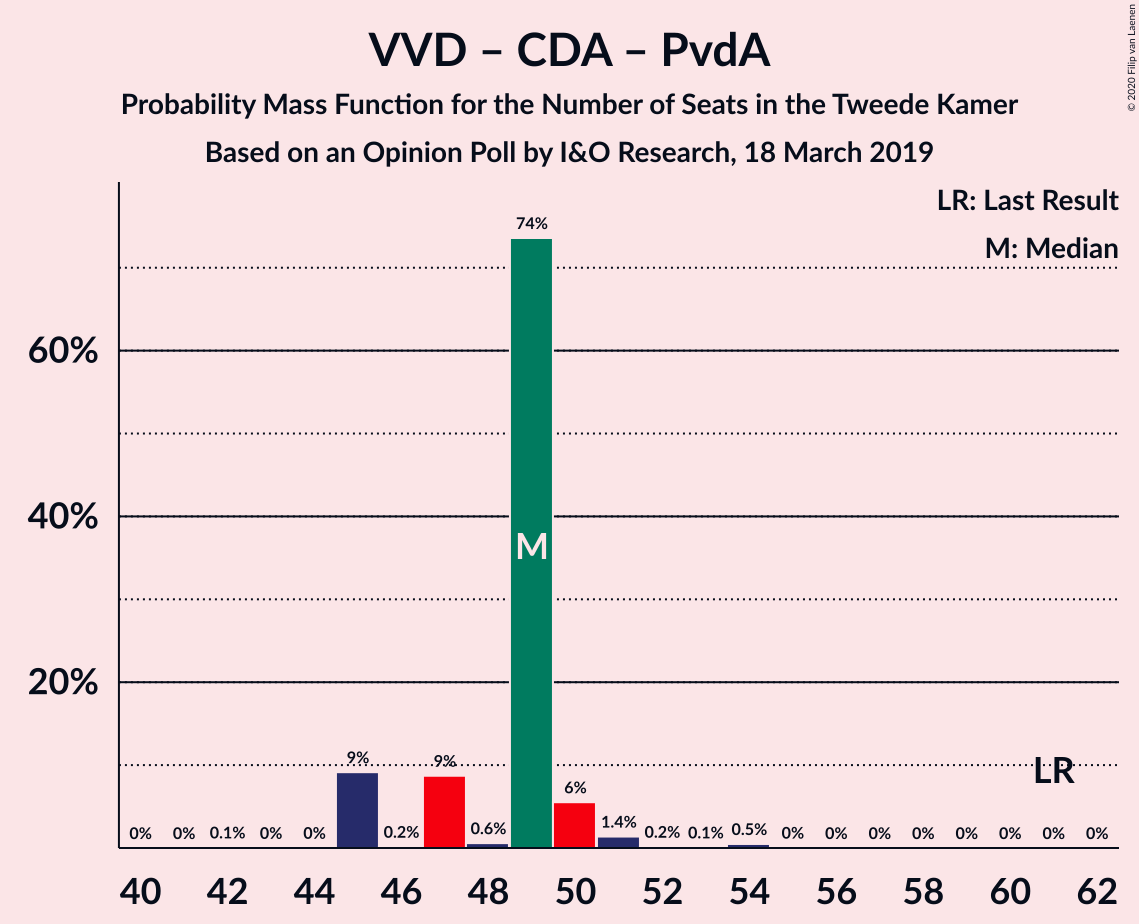 VVD – CDA – PvdA
Probability Mass Function for the Number of Seats in the Tweede Kamer
Based on an Opinion Poll by I&O Research, 18 March 2019
© 2020 Filip van Laenen
LR: Last Result
M: Median
60%
40%
20%
0% 0% 0.1% 0% 0% 9% 0.2% 9% 0.6% 74% 6% 1.4% 0.2% 0.1% 0.5% 0% 0% 0% 0% 0% 0% 0% 0%
M
LR
40 42 44 46 48 50 52 54 56 58 60 62